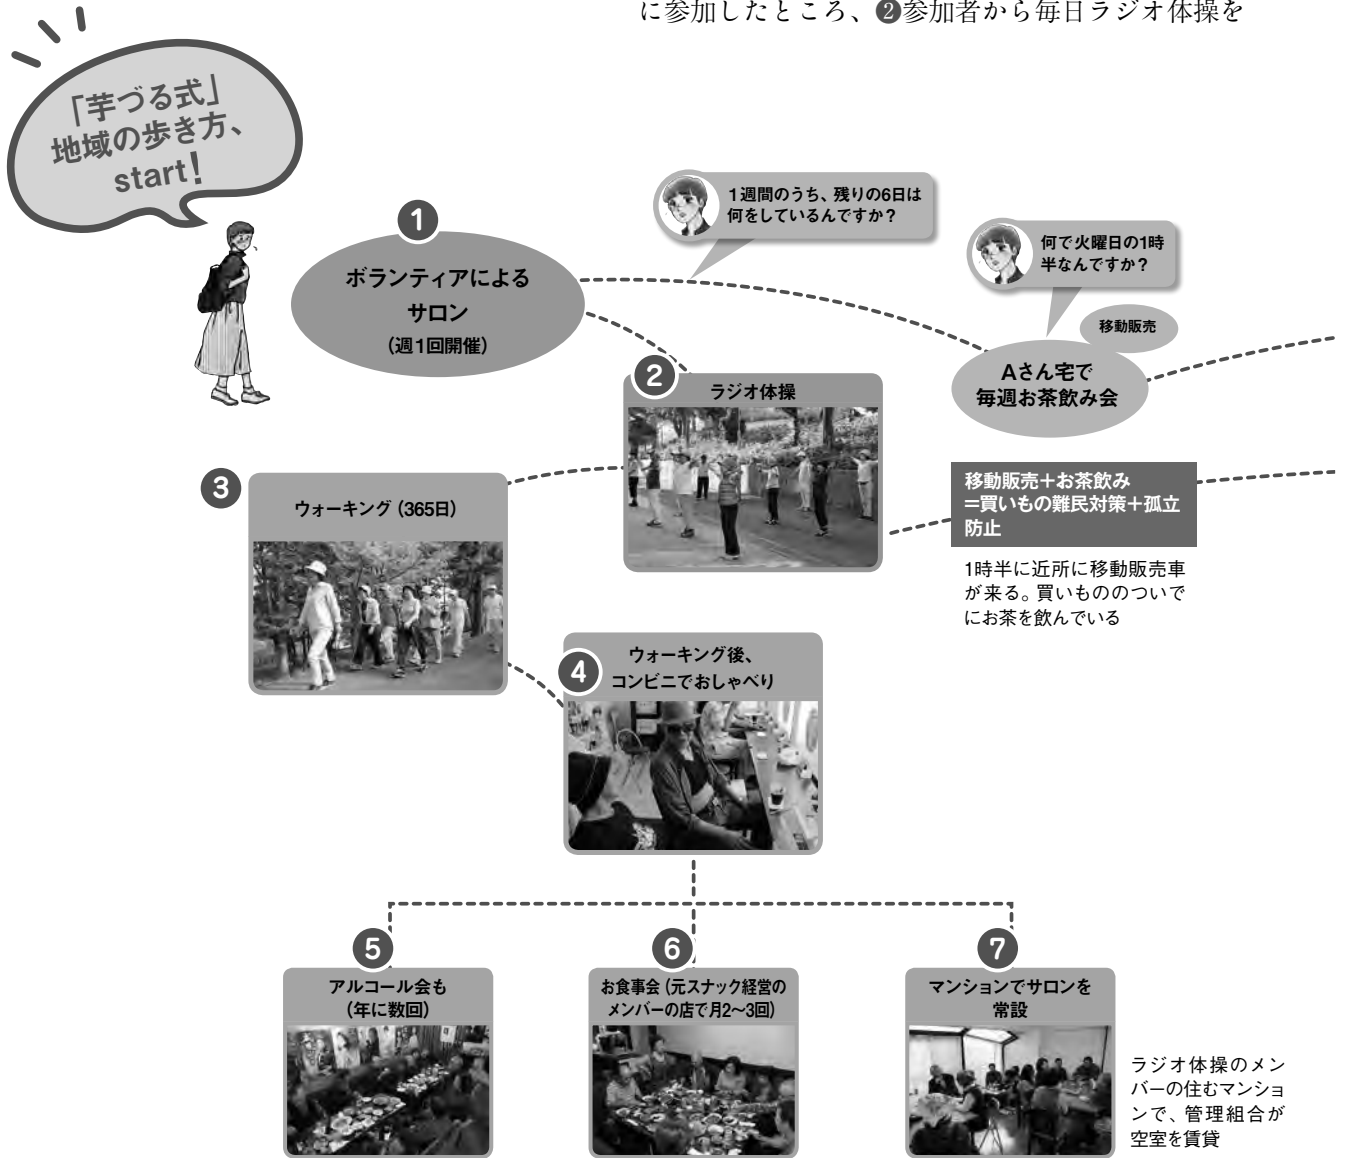 に参加したところ、❷参加者から毎日ラジオ体操を
「芋づる式」
地域の歩き方、
start!
1
ボランティアによる
サロン
(週1回開催)
1週間のうち、残りの6日は
何をしているんですか?
何で火曜日の1時
半なんですか?
移動販売
Aさん宅で
毎週お茶飲み会
2
ラジオ体操
移動販売+お茶飲み
=買いもの難民対策+孤立
防止
1時半に近所に移動販売車
が来る。買いもののついで
にお茶を飲んでいる
3
ウォーキング(365日)
4
ウォーキング後、
コンビニでおしゃべり
5
アルコール会も
(年に数回)
6
お食事会(元スナック経営の
メンバーの店で月2〜3回)
7
マンションでサロンを
常設
ラジオ体操のメン
バーの住むマンショ
ンで、管理組合が
空室を賃貸